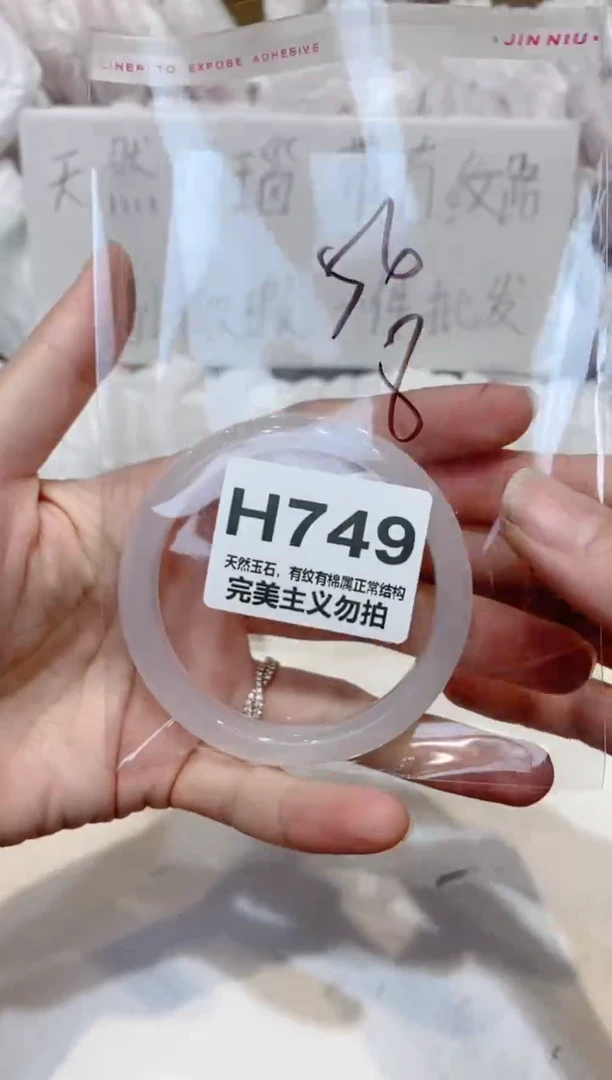 LINER TO EXPOSE ADHESIVE
JIN NIU
天然 瑙 有纹路
批发
56
8
H749
天然玉石，有纹有棉属正常结构
完美主义勿拍